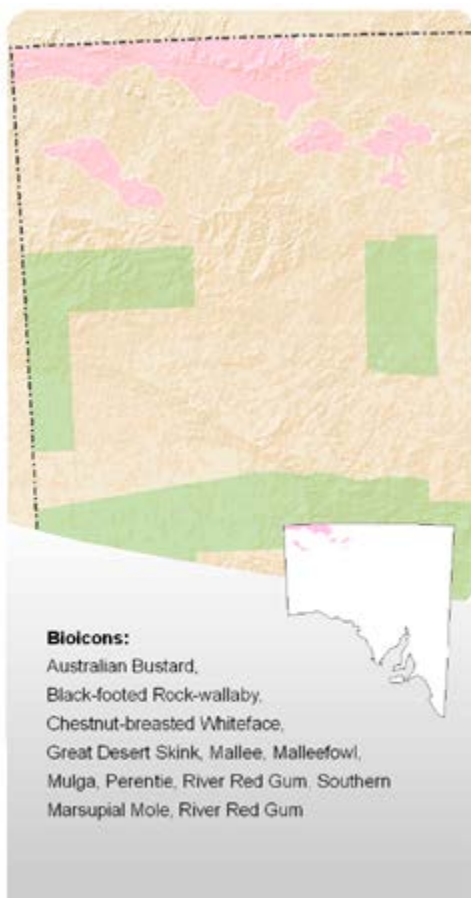 Bioicons:
Australian Bustard,
Black-footed Rock-wallaby,
Chestnut-breasted Whiteface,
Great Desert Skink, Mallee, Malleefowl,
Mulga, Perentie, River Red Gum, Southern
Marsupial Mole, River Red Gum